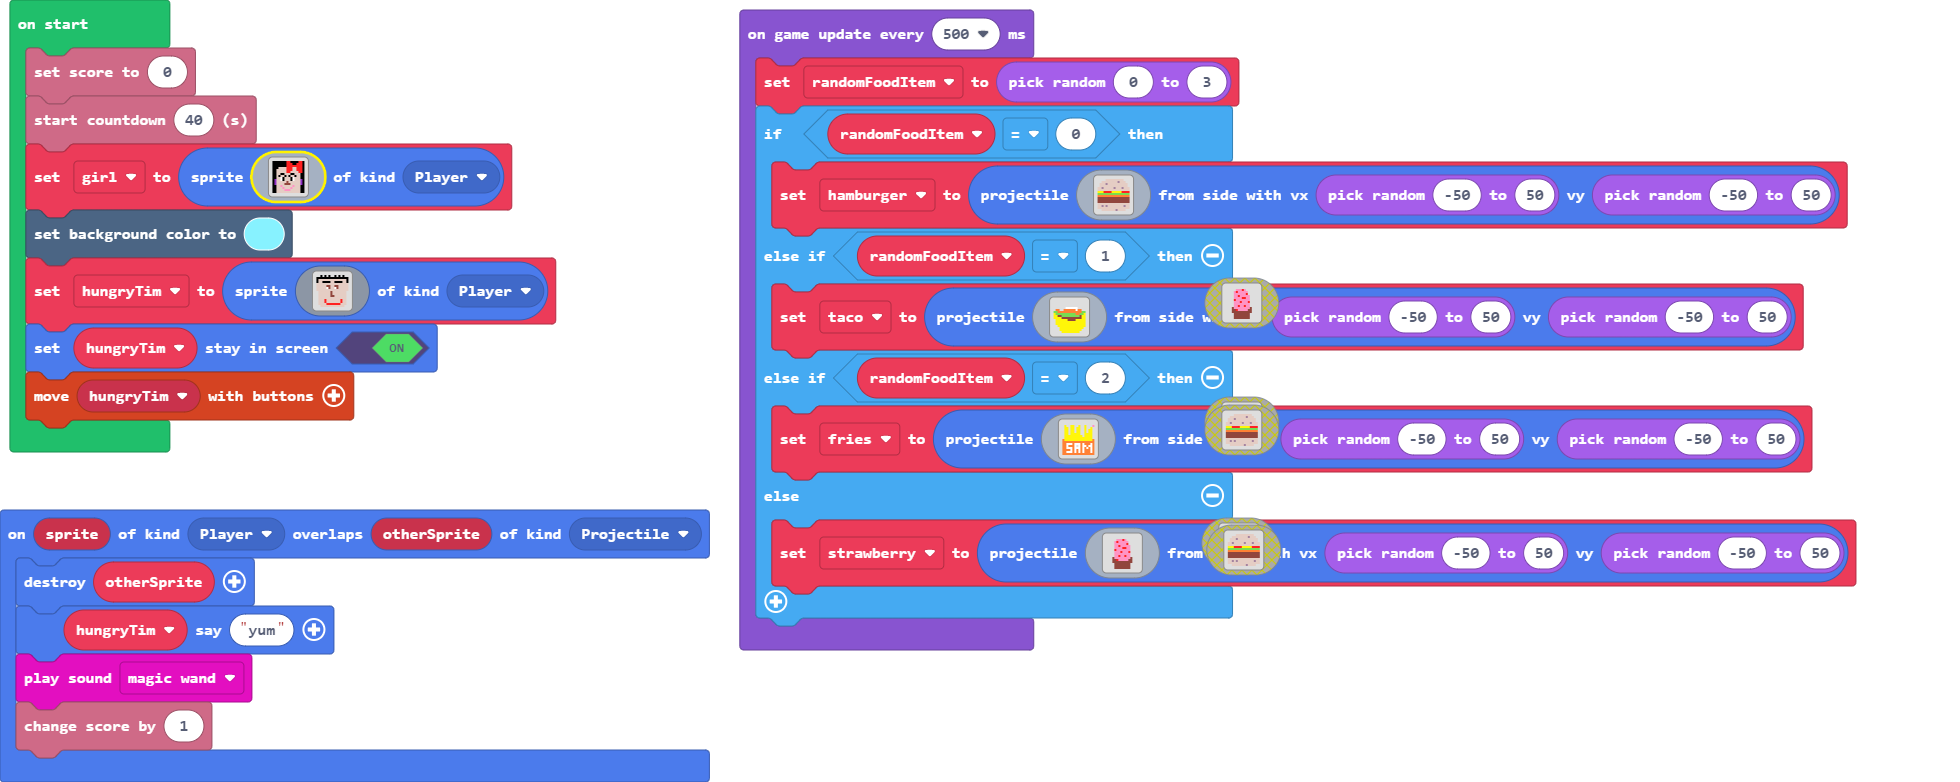 on start
set score to 0
start countdown 40 (s)
set girl to sprite of kind Player
set background color to
set hungryTim to sprite of kind Player
set hungryTim stay in screen ON
move hungryTim with buttons
on sprite of kind Player overlaps otherSprite of kind Projectile
destroy otherSprite
hungryTim say "yum"
play sound magic wand
change score by 1
on game update every 500 ms
set randomFoodItem to pick random 0 to 3
if randomFoodItem = 0 then
set hamburger to projectile from side with vx pick random -50 to 50 vy pick random -50 to 50
else if randomFoodItem = 1 then
set taco to projectile from side pick random -50 to 50 vy pick random -50 to 50
else if randomFoodItem = 2 then
set fries to projectile SAM from side pick random -50 to 50 vy pick random -50 to 50
else
set strawberry to projectile from vx pick random -50 to 50 vy pick random -50 to 50